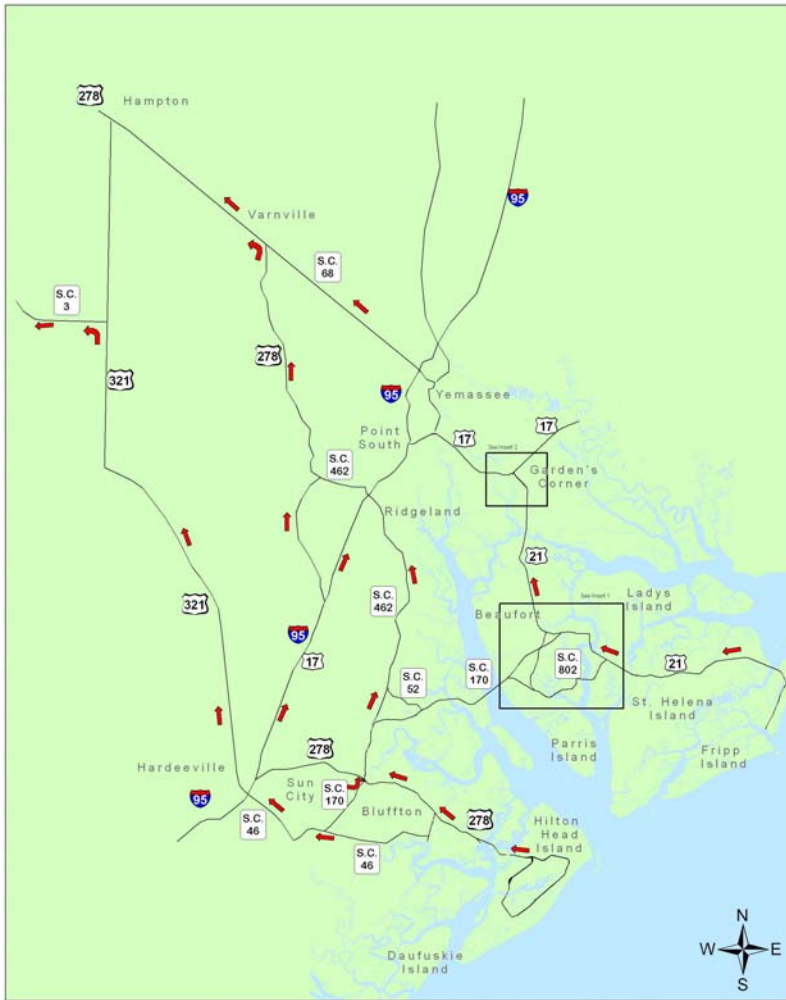 278
Hampton
95
Varnville
S.C.
68
S.C.
3
278
321
95
Yemassee
Point
South
17
17
See Inset 2
Garden's
Corner
S.C.
462
Ridgeland
21
Ladys
Island
See Inset 1
Beaufort
321
S.C.
462
95
17
S.C.
802
S.C.
170
21
S.C.
52
St. Helena
Island
Parris
Island
Fripp
Island
278
Hardeeville
Sun
City
S.C.
170
95
Bluffton
278
Hilton
Head
Island
S.C.
46
S.C.
46
Daufuskie
Island
N
W
E
S